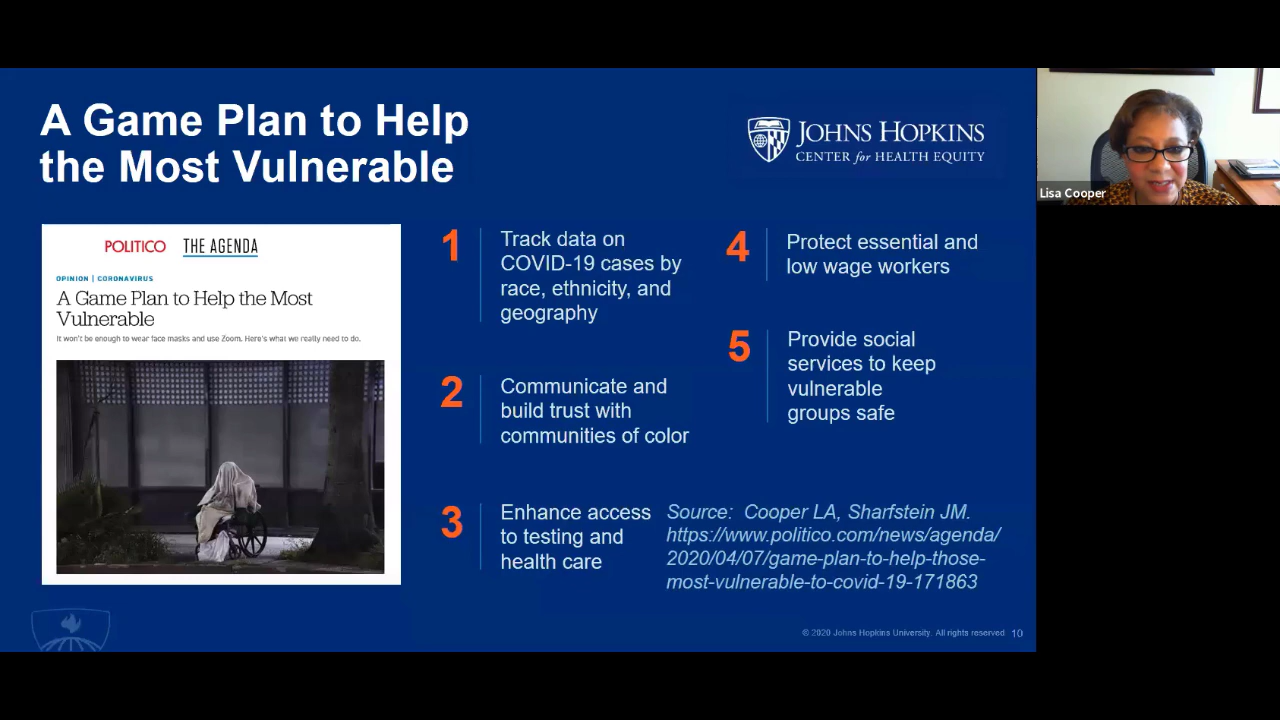 A Game Plan to Help
the Most Vulnerable
JOHNS HOPKINS
CENTER for HEALTH EQUITY
Lisa Cooper
POLITICO THE AGENDA
OPINION | CORONAVIRUS
A Game Plan to Help the Most
Vulnerable
It won't be enough to wear face masks and use Zoom. Here's what we really need to do.
1
Track data on
COVID-19 cases by
race, ethnicity, and
geography
2
Communicate and
build trust with
communities of color
3
Enhance access
to testing and
health care
4
Protect essential and
low wage workers
5
Provide social
services to keep
vulnerable
groups safe
Source: Cooper LA, Sharfstein JM.
https://www.politico.com/news/agenda/
2020/04/07/game-plan-to-help-those-
most-vulnerable-to-covid-19-171863
© 2020 Johns Hopkins University. All rights reserved 10